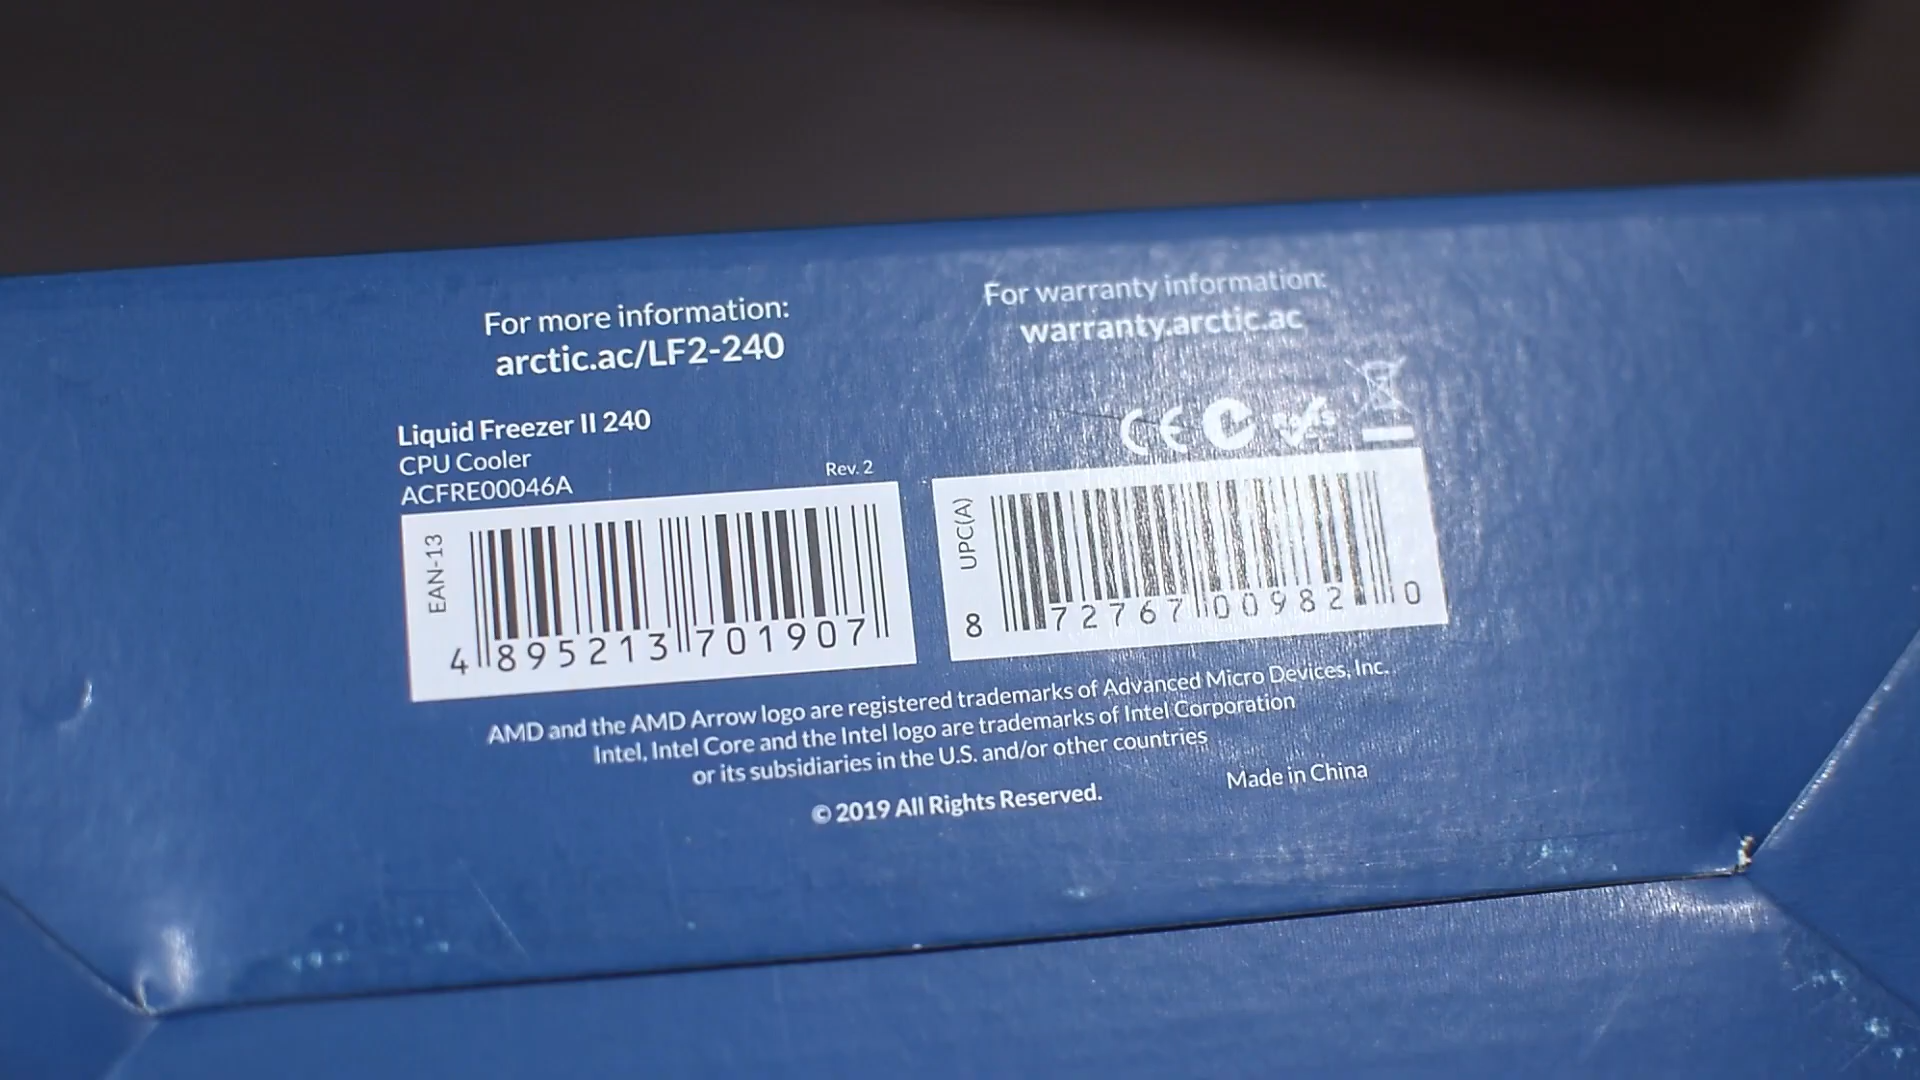 For more information:
arctic.ac/LF2-240
For warranty information:
warranty.arctic.ac
Liquid Freezer II 240
CPU Cooler
ACFRE00046A
Rev. 2
CE
RoHS
EAN-13
4 895213 701907
UPC(A)
8 72767 00982 0
AMD and the AMD Arrow logo are registered trademarks of Advanced Micro Devices, Inc.
Intel, Intel Core and the Intel logo are trademarks of Intel Corporation
or its subsidiaries in the U.S. and/or other countries
Made in China
© 2019 All Rights Reserved.